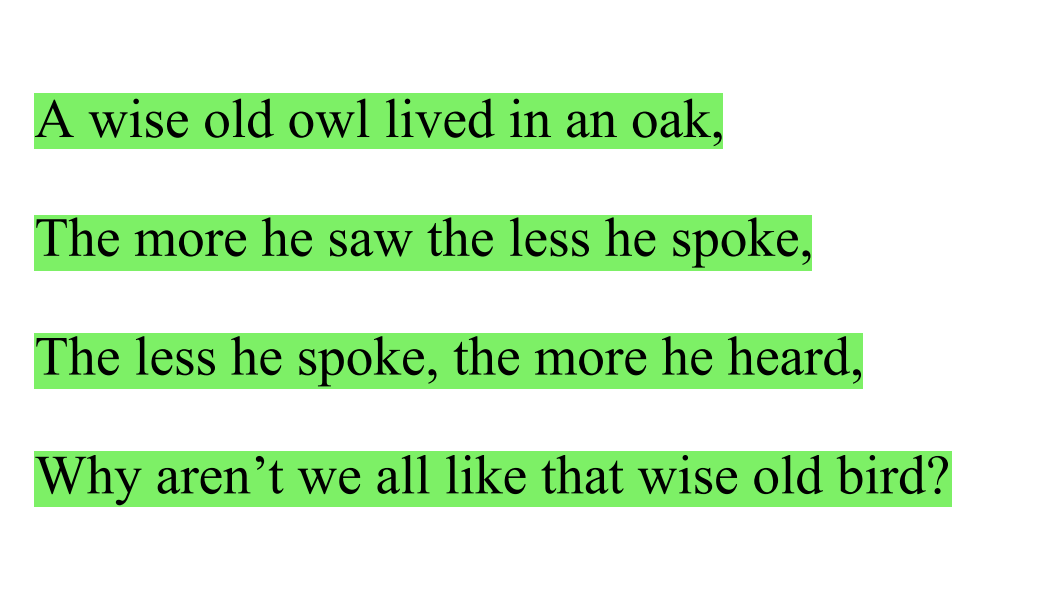 A wise old owl lived in an oak,
The more he saw the less he spoke,
The less he spoke, the more he heard,
Why aren’t we all like that wise old bird?